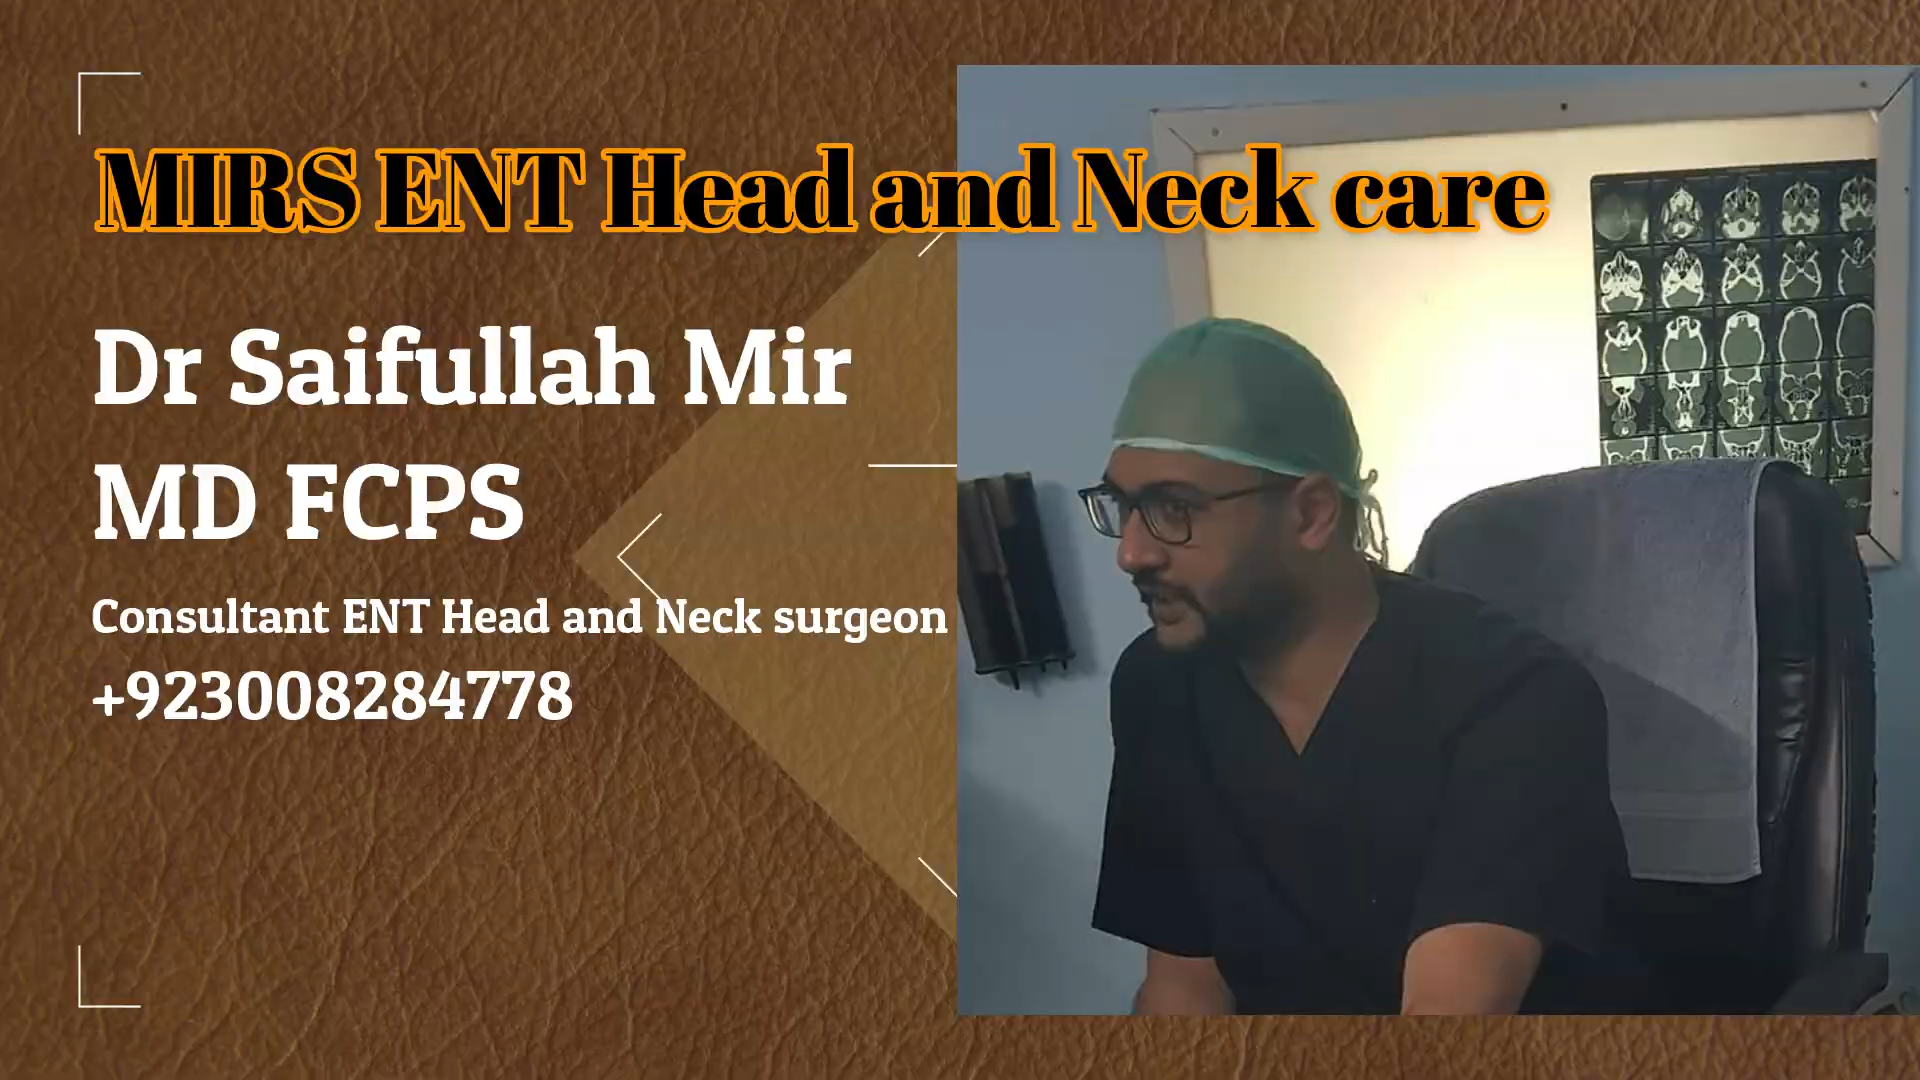 MIRS ENT Head and Neck care
Dr Saifullah Mir
MD FCPS
Consultant ENT Head and Neck surgeon
+923008284778